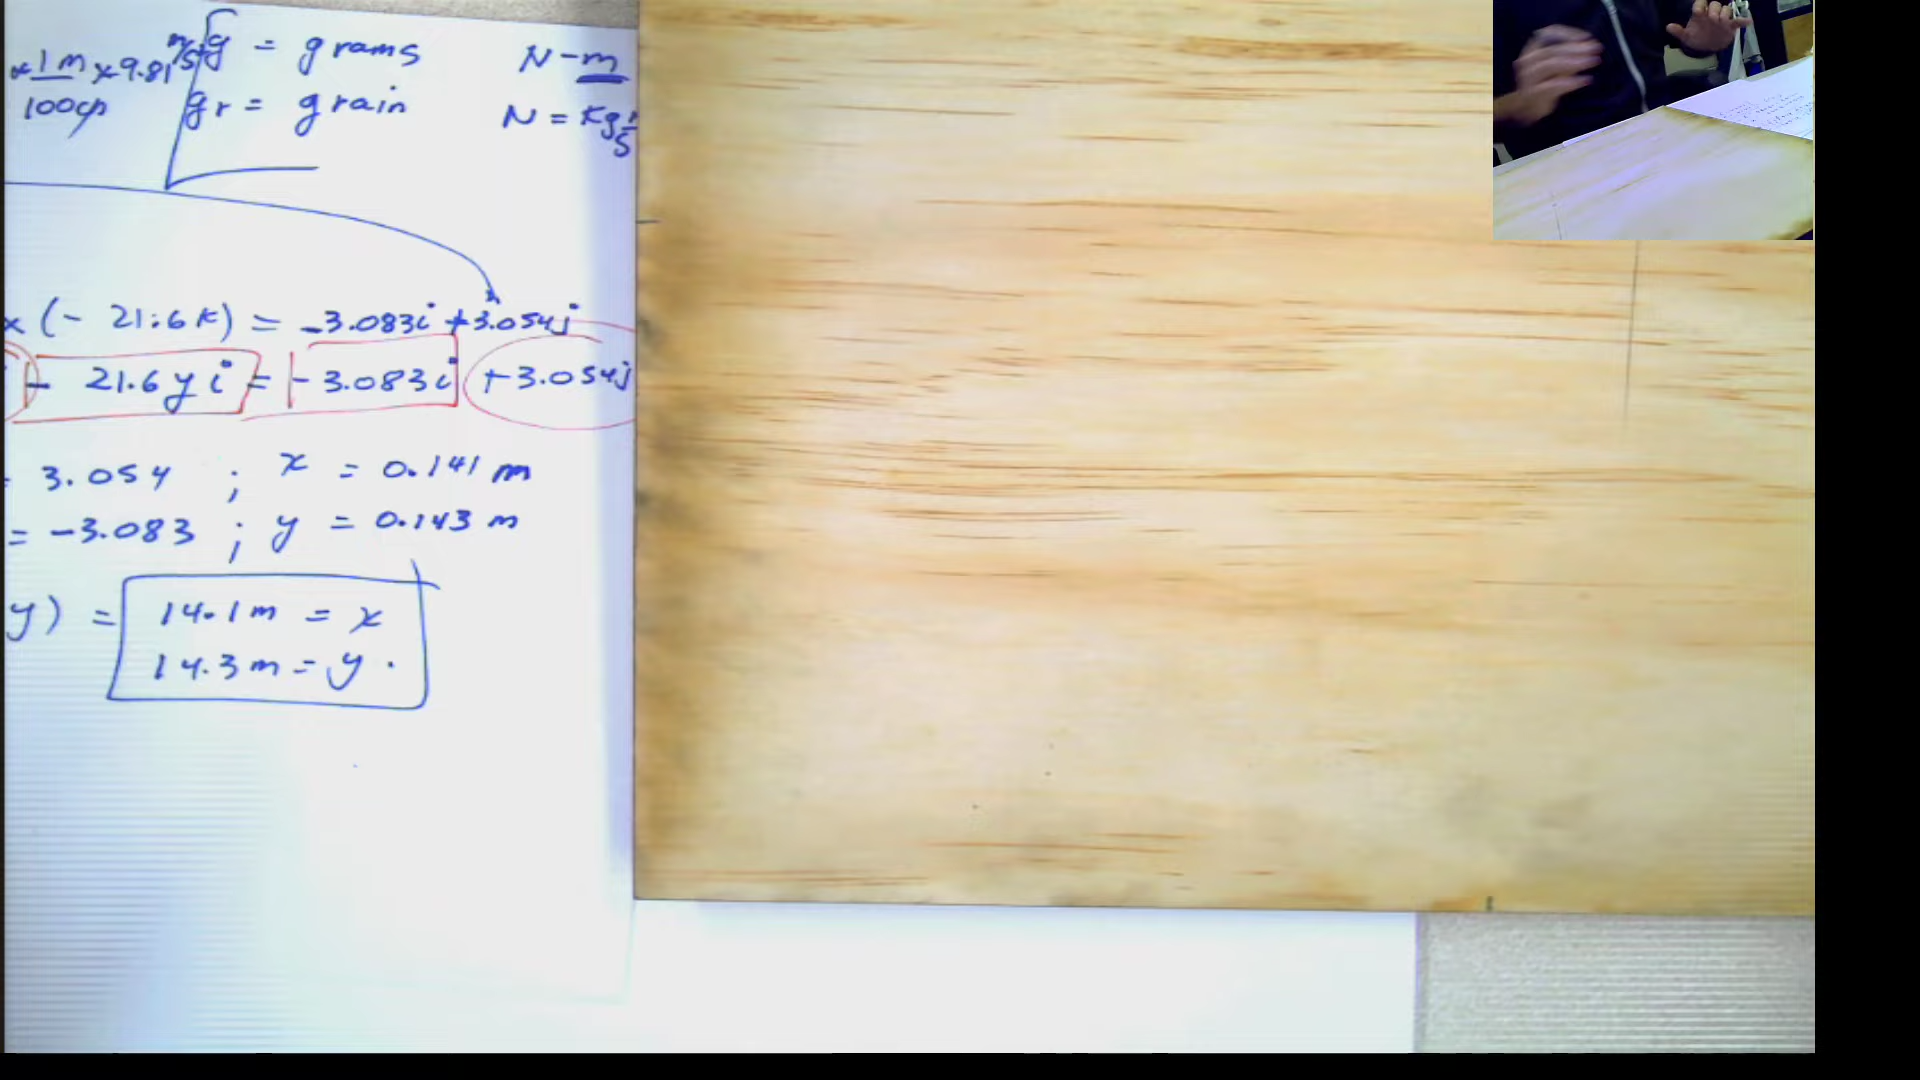 x 1m x 9.81 m/s g = grams N-m
100cm gr = grain N = Kg
x (- 21.6k) = -3.083i + 3.054j
- 21.6 y i = - 3.083i + 3.054j
3.054 ; x = 0.141 m
= -3.083 ; y = 0.143 m
y) = 14.1m = x
14.3m = y .